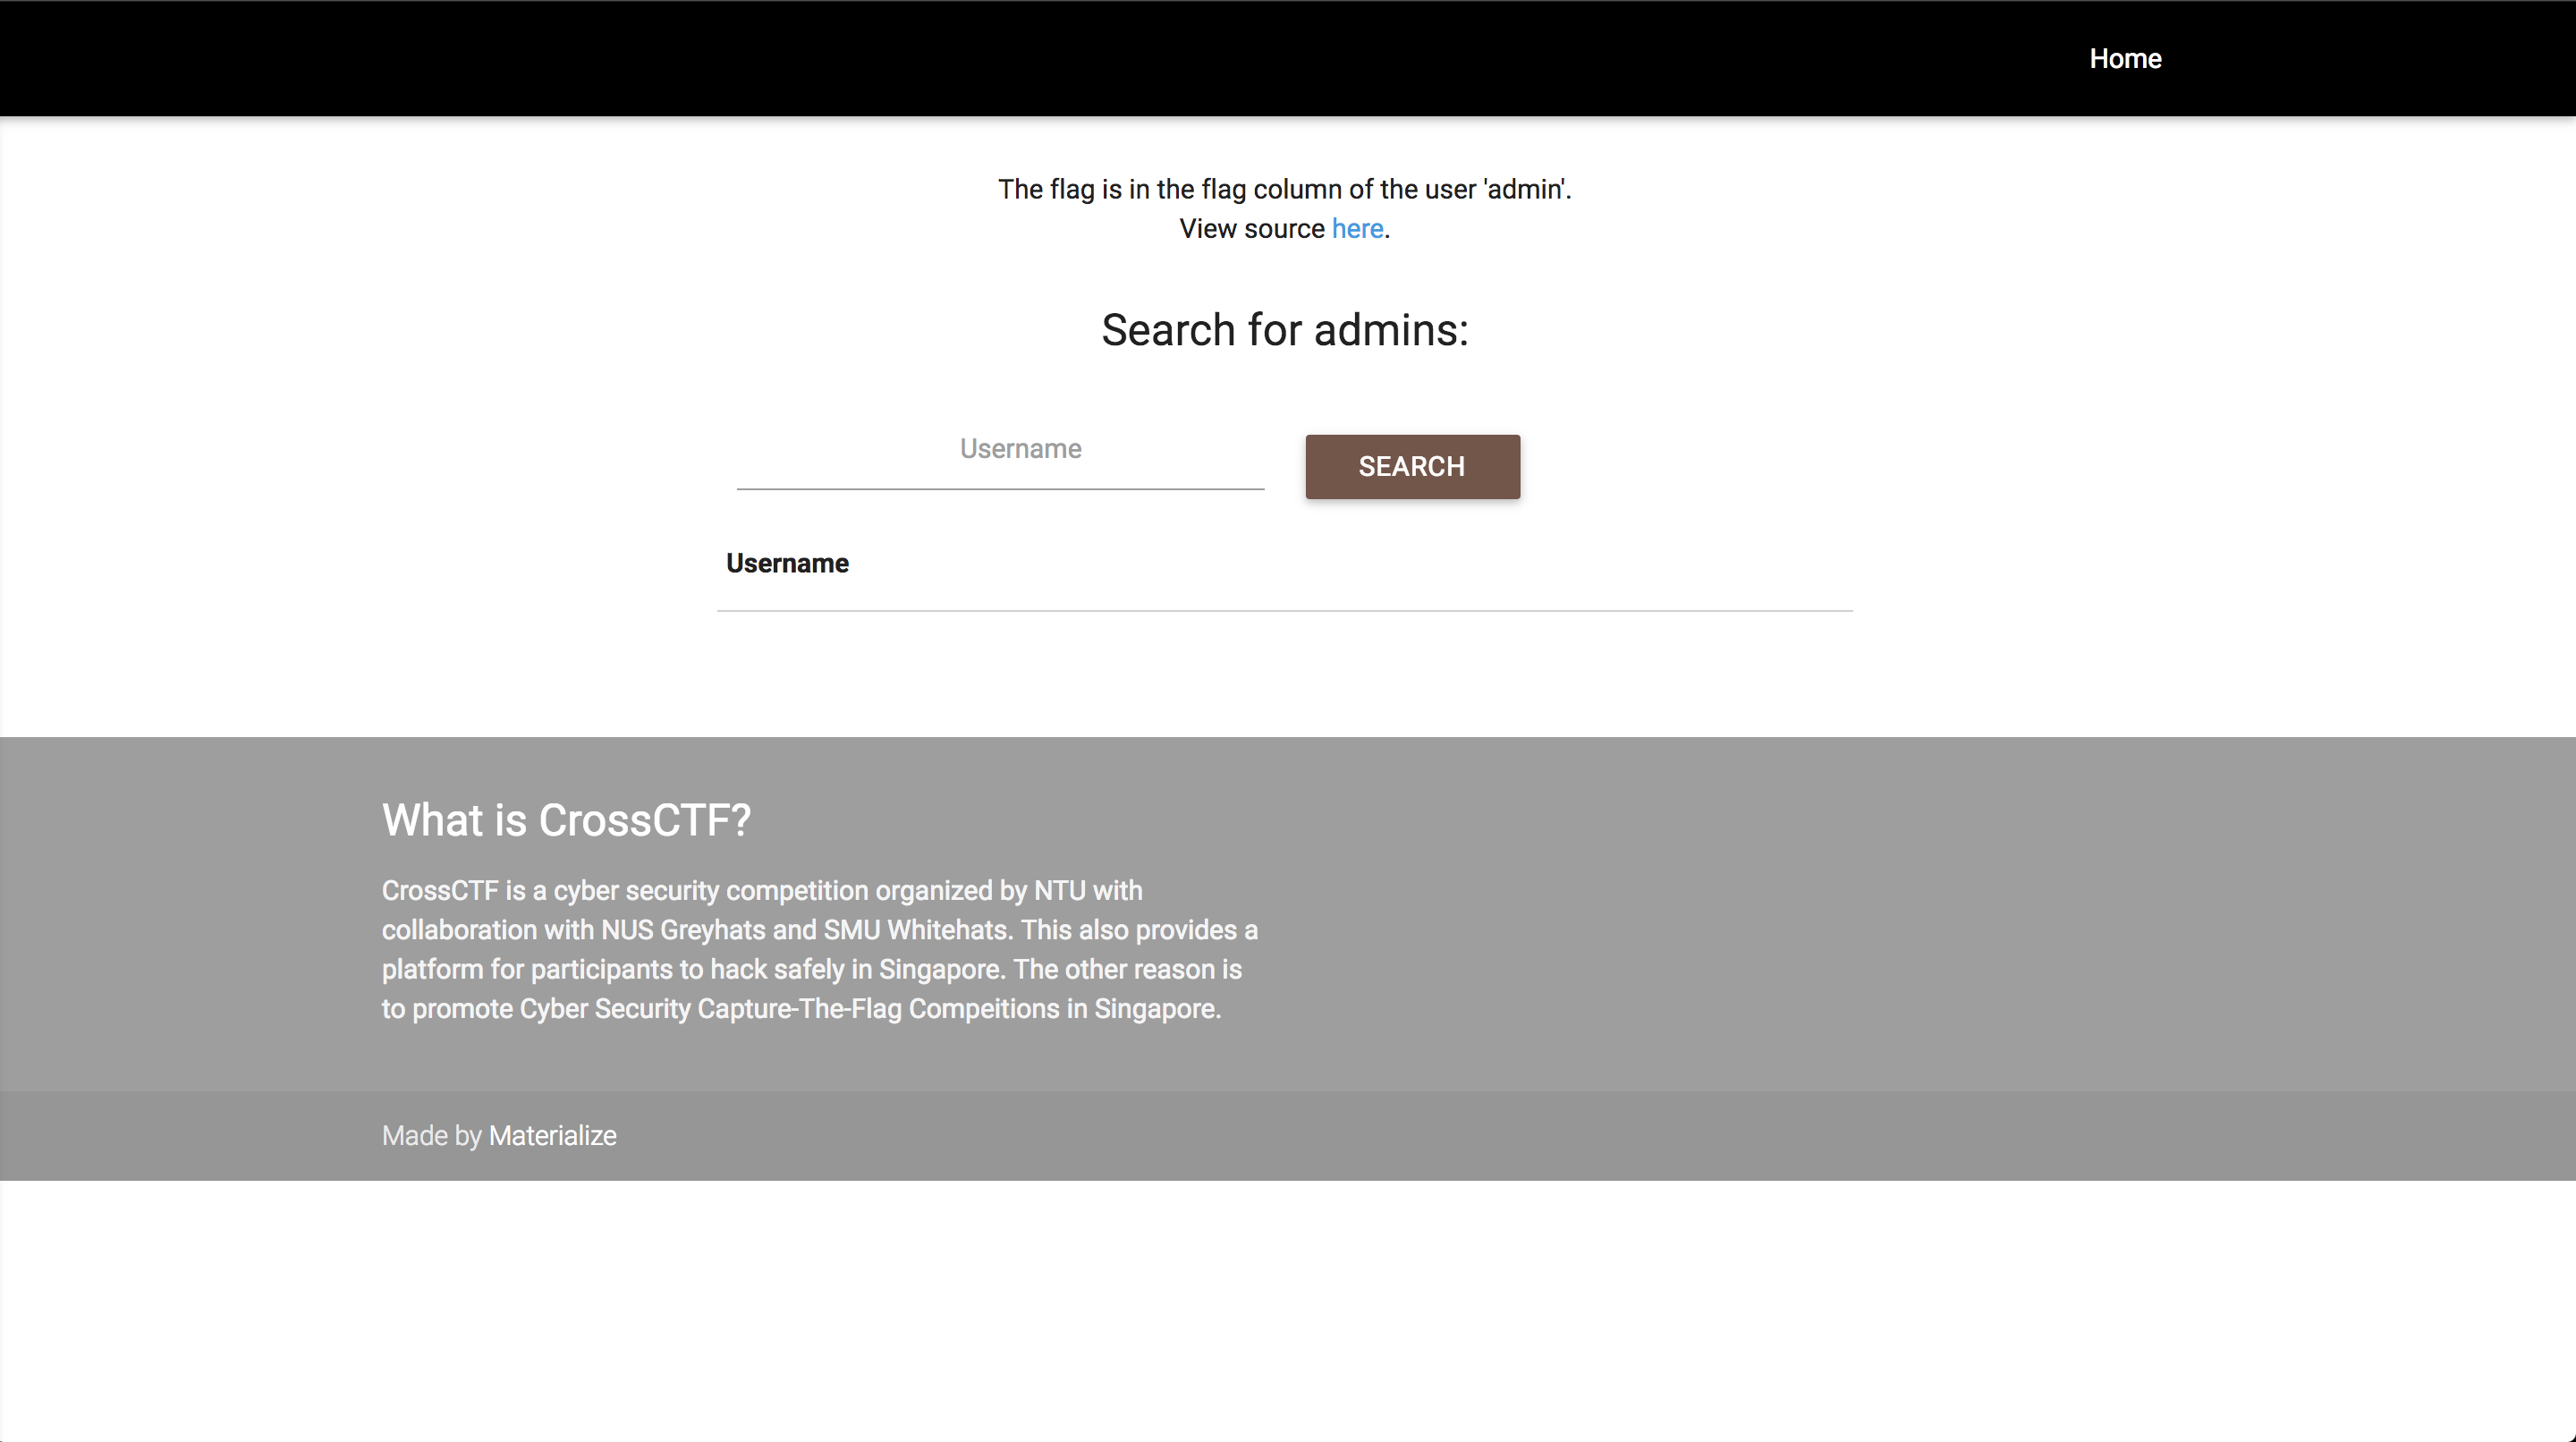 Home
The flag is in the flag column of the user 'admin'.
View source here.
Search for admins:
Username
SEARCH
Username
What is CrossCTF?
CrossCTF is a cyber security competition organized by NTU with
collaboration with NUS Greyhats and SMU Whitehats. This also provides a
platform for participants to hack safely in Singapore. The other reason is
to promote Cyber Security Capture-The-Flag Compeitions in Singapore.
Made by Materialize